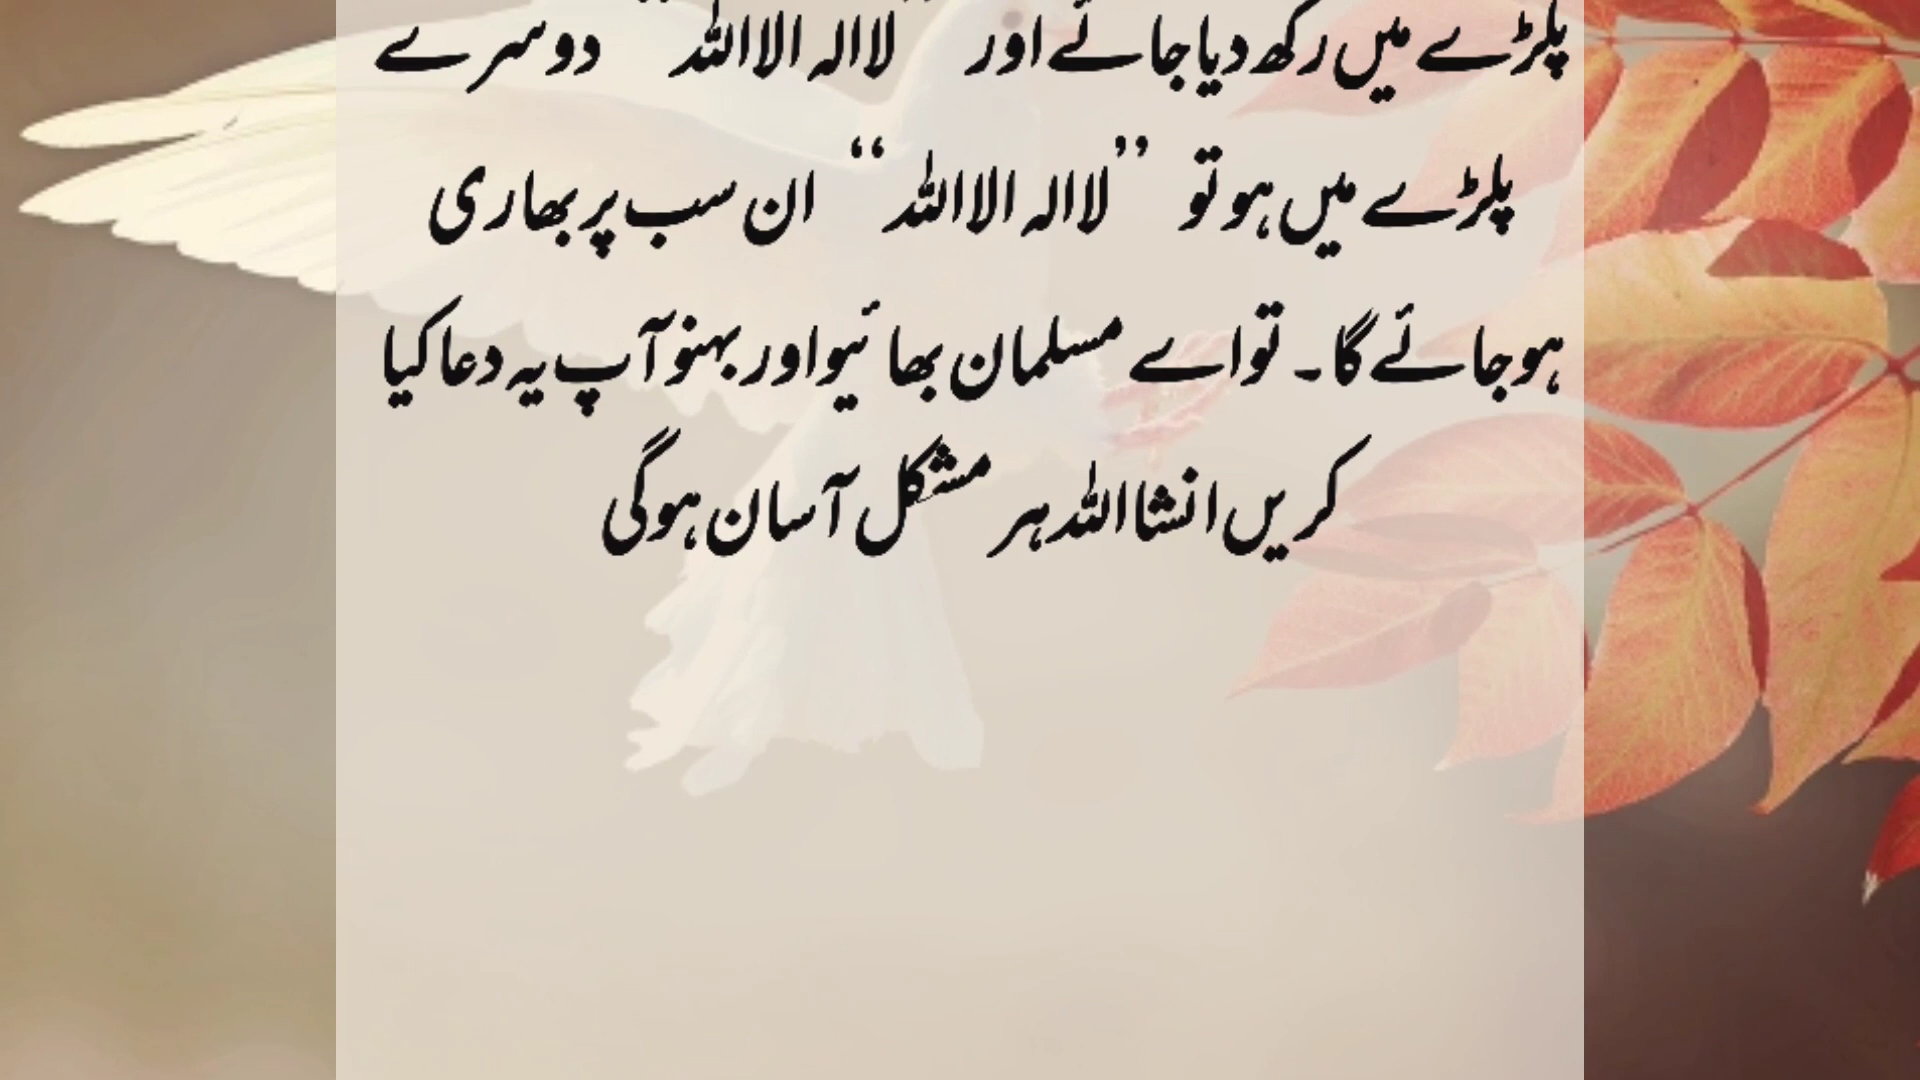 پلڑے میں رکھ دیا جائے اور ”لاالہ الااللہ“ دوسرے
پلڑے میں ہو تو ”لاالہ الااللہ“ ان سب پر بھاری
ہو جائے گا۔ تو اے مسلمان بھائیو اور بہنو آپ یہ دعا کیا
کریں انشااللہ ہر مشکل آسان ہو گی